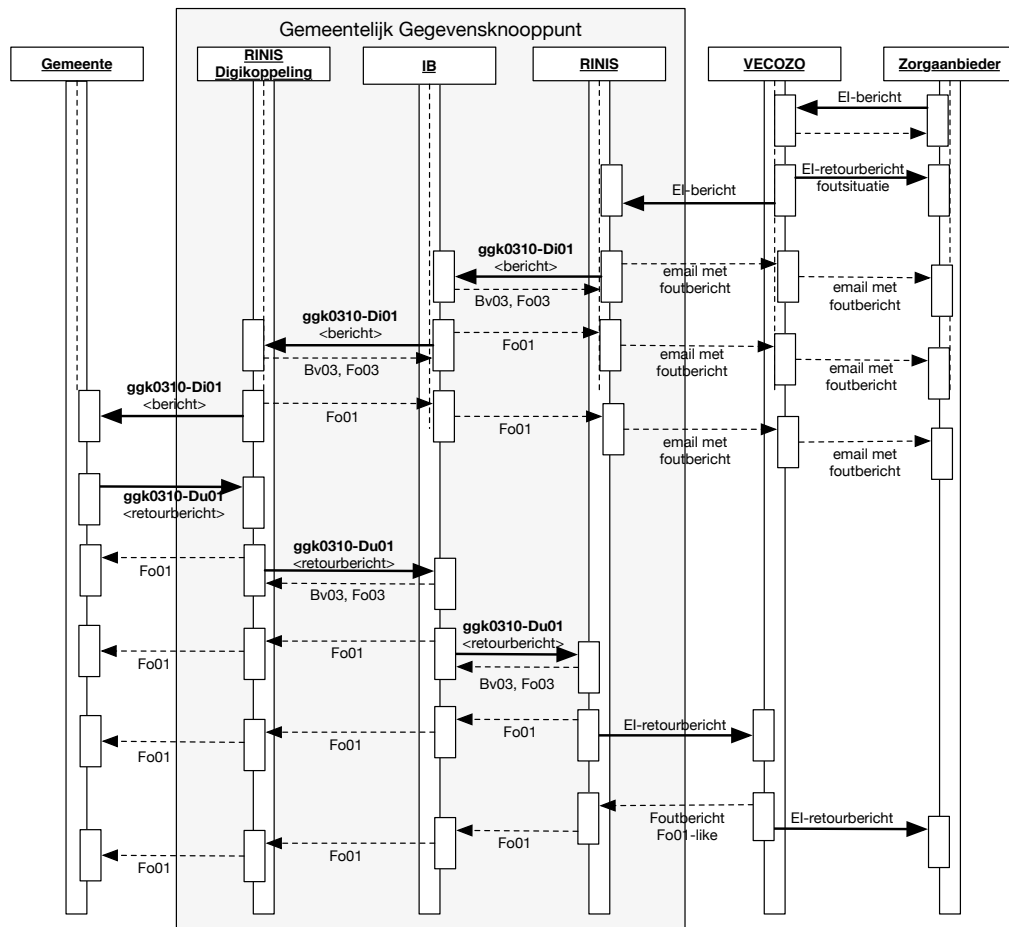 Gemeentelijk Gegevensknooppunt
Gemeente
RINIS
Digikoppeling
IB
RINIS
VECOZO
Zorgaanbieder
EI-bericht
EI-retourbericht
foutsituatie
EI-bericht
ggk0310-Di01
<bericht>
Bv03, Fo03
email met
foutbericht
email met
foutbericht
ggk0310-Di01
<bericht>
Bv03, Fo03
Fo01
email met
foutbericht
email met
foutbericht
ggk0310-Di01
<bericht>
Fo01
Fo01
email met
foutbericht
email met
foutbericht
ggk0310-Du01
<retourbericht>
Fo01
ggk0310-Du01
<retourbericht>
Bv03, Fo03
Fo01
Fo01
ggk0310-Du01
<retourbericht>
Bv03, Fo03
Fo01
Fo01
Fo01
EI-retourbericht
Foutbericht
Fo01-like
EI-retourbericht
Fo01
Fo01
Fo01